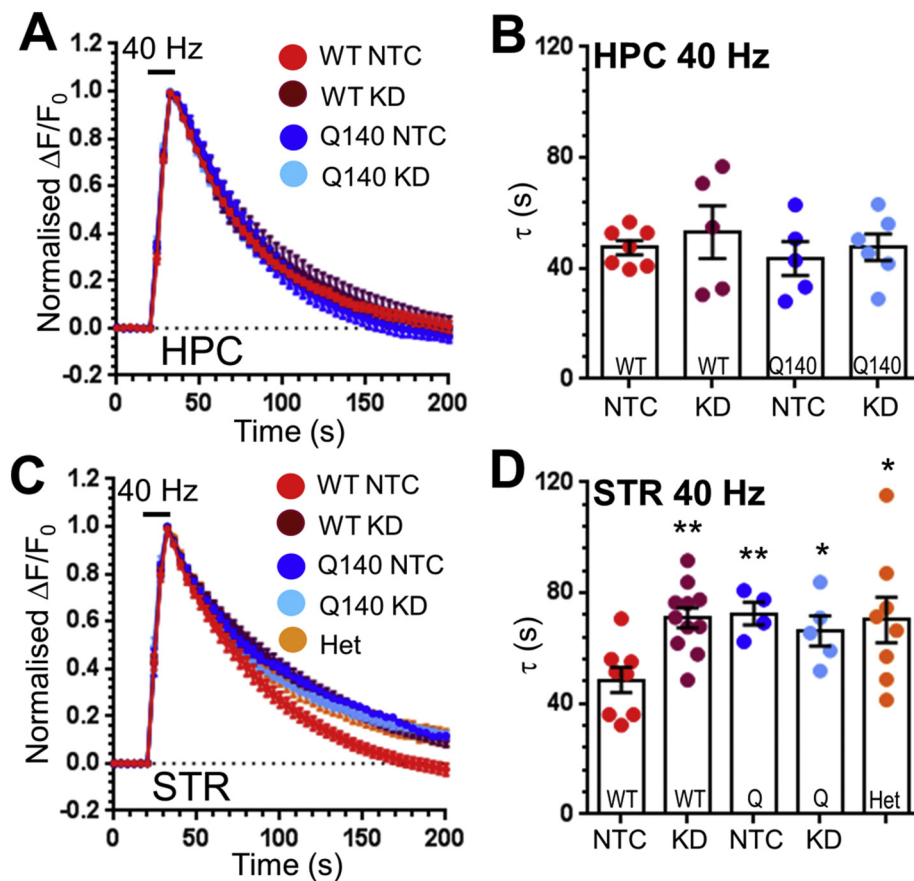 A
40 Hz
WT NTC
WT KD
Q140 NTC
Q140 KD
Normalised ΔF/F0
1.2
1.0
0.8
0.6
0.4
0.2
0.0
-0.2
HPC
0 50 100 150 200
Time (s)
B
HPC 40 Hz
τ (s)
120
80
40
0
WT WT Q140 Q140
NTC KD NTC KD
C
40 Hz
WT NTC
WT KD
Q140 NTC
Q140 KD
Het
Normalised ΔF/F0
1.2
1.0
0.8
0.6
0.4
0.2
0.0
-0.2
STR
0 50 100 150 200
Time (s)
D
STR 40 Hz
τ (s)
120
80
40
0
** ** * *
WT WT Q Q Het
NTC KD NTC KD